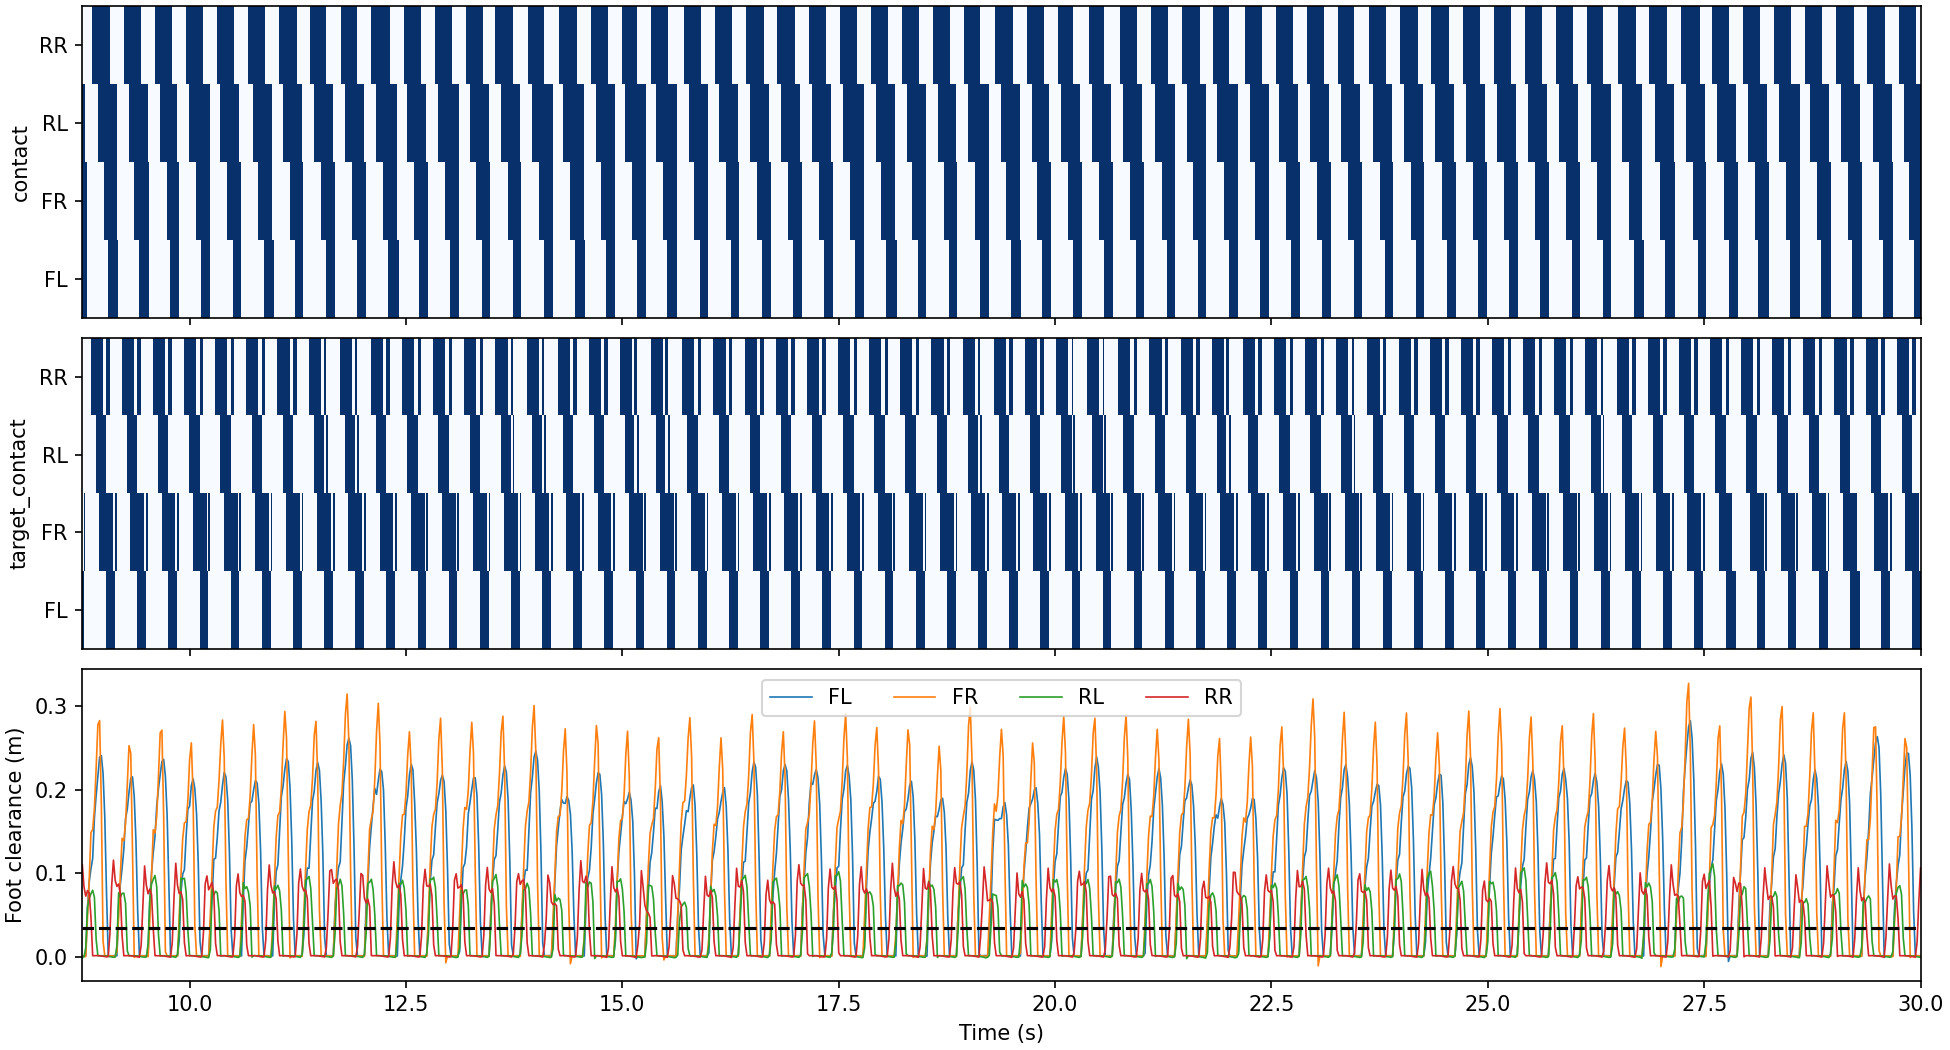 contact
RR
RL
FR
FL
target_contact
RR
RL
FR
FL
Foot clearance (m)
0.3
0.2
0.1
0.0
FL FR RL RR
10.0 12.5 15.0 17.5 20.0 22.5 25.0 27.5 30.0
Time (s)